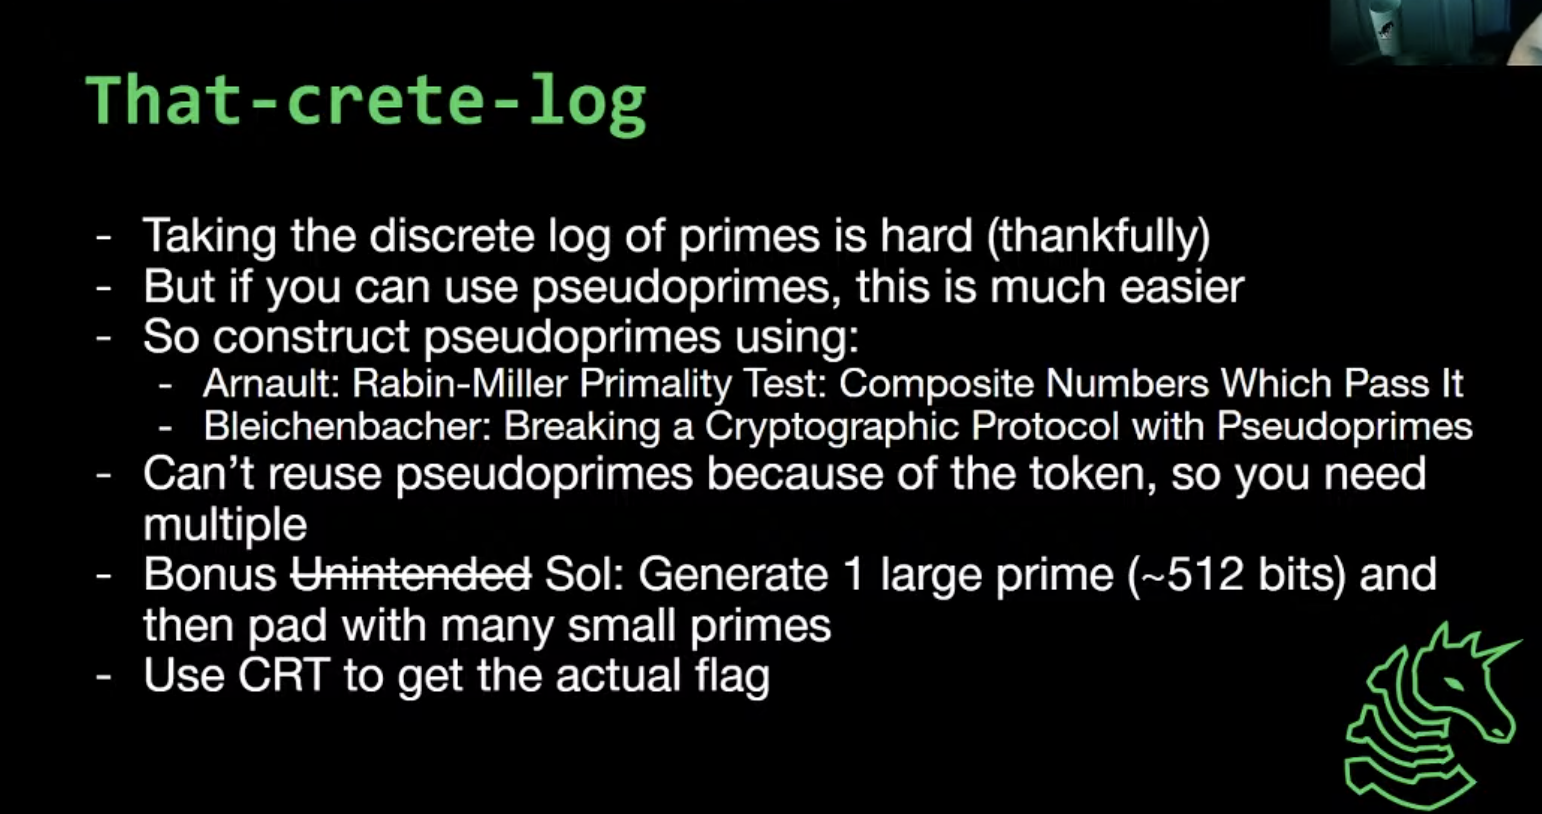 That-crete-log
- Taking the discrete log of primes is hard (thankfully)
- But if you can use pseudoprimes, this is much easier
- So construct pseudoprimes using:
- Arnault: Rabin-Miller Primality Test: Composite Numbers Which Pass It
- Bleichenbacher: Breaking a Cryptographic Protocol with Pseudoprimes
- Can't reuse pseudoprimes because of the token, so you need
multiple
- Bonus Unintended Sol: Generate 1 large prime (~512 bits) and
then pad with many small primes
- Use CRT to get the actual flag